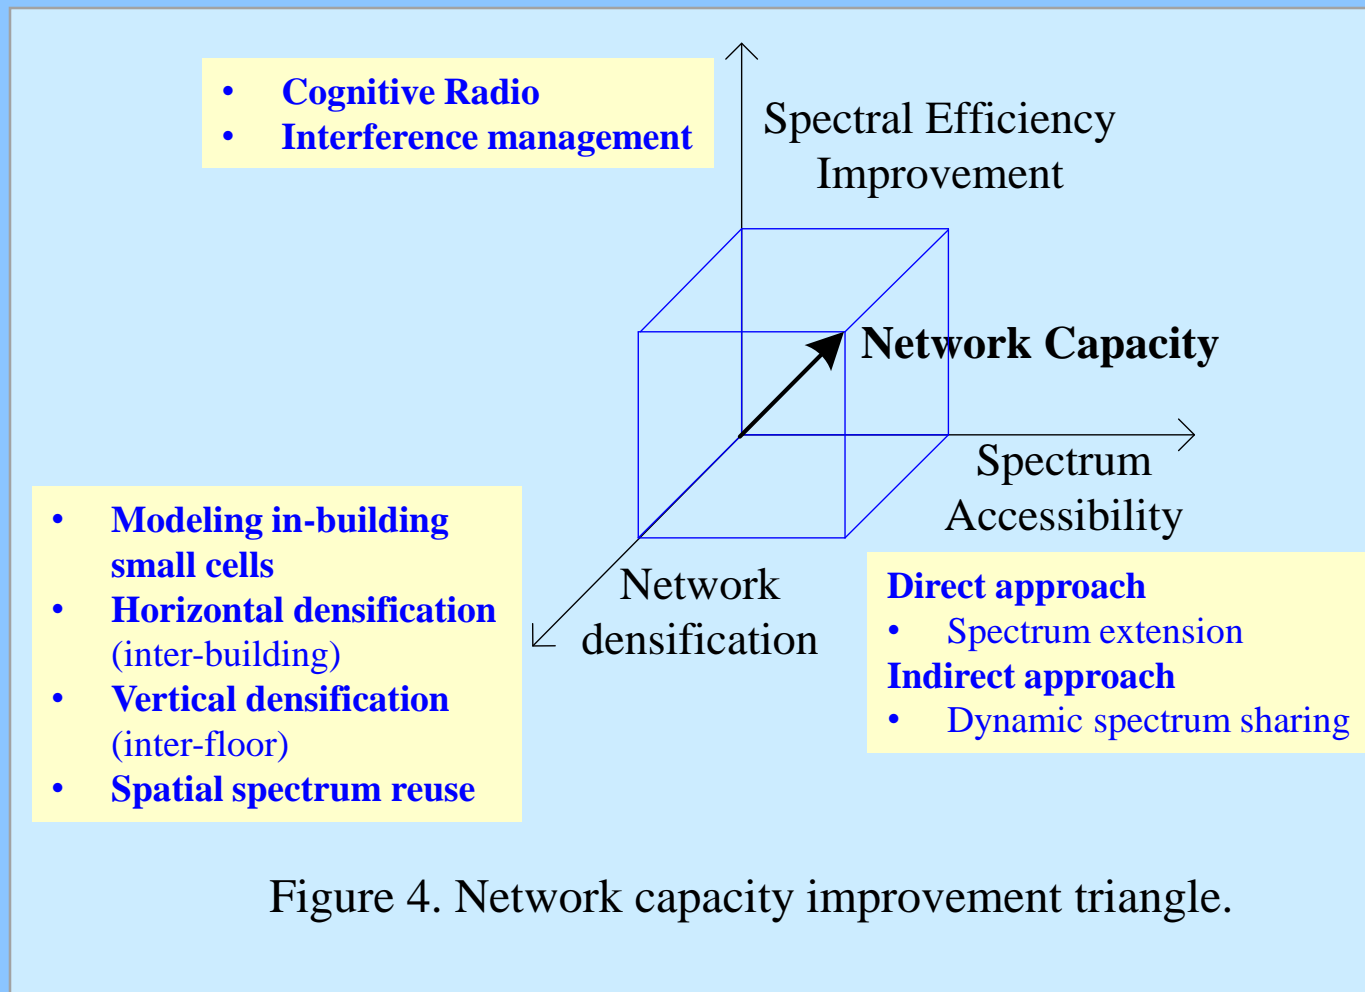 • Cognitive Radio
• Interference management
Spectral Efficiency
Improvement
Network Capacity
Spectrum
Accessibility
• Modeling in-building
small cells
• Horizontal densification
(inter-building)
• Vertical densification
(inter-floor)
• Spatial spectrum reuse
Network
densification
Direct approach
• Spectrum extension
Indirect approach
• Dynamic spectrum sharing
Figure 4. Network capacity improvement triangle.